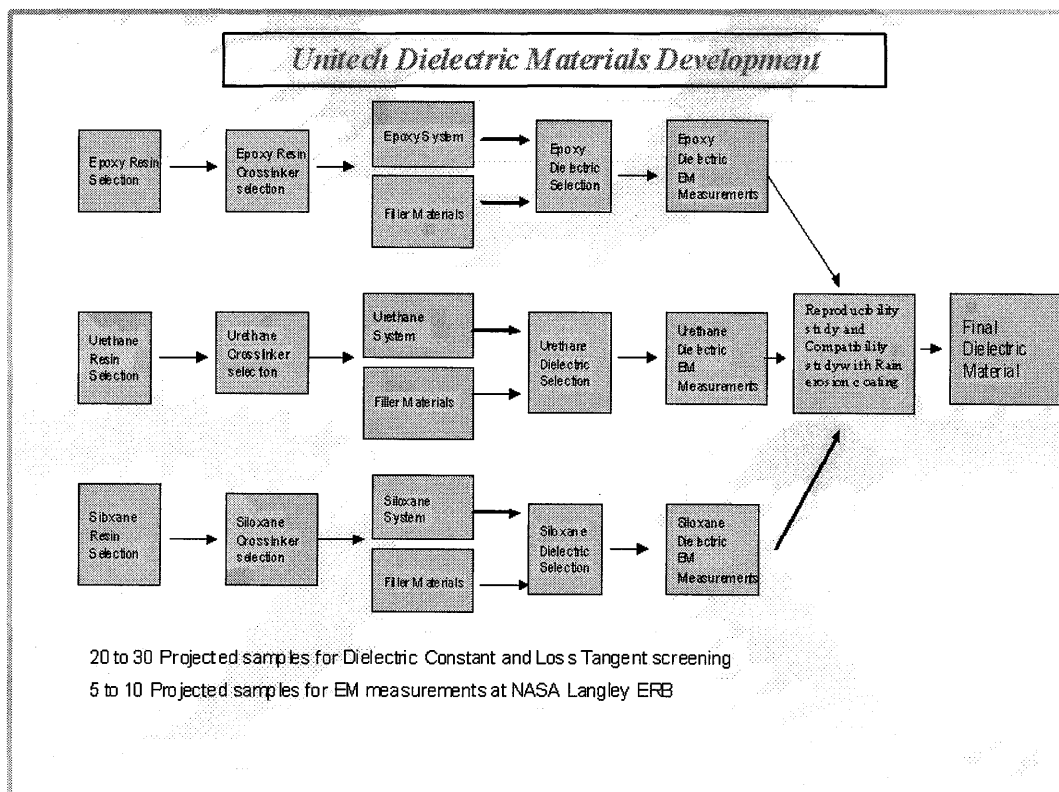 Unitech Dielectric Materials Development
Epoxy Resin
Selection
Epoxy Resin
Crossinker
selection
Epoxy System
Filler Materials
Epoxy
Dielectric
Selection
Epoxy
Dielectric
EM
Measurements
Urethane
Resin
Selection
Urethane
Crossinker
selection
Urethane
System
Filler Materials
Urethane
Dielectric
Selection
Urethane
Dielectric
EM
Measurements
Reproducibility
study and
Compatibility
study with Rain
erosion coating
Final
Dielectric
Material
Siloxane
Resin
Selection
Siloxane
Crossinker
selection
Siloxane
System
Filler Materials
Siloxane
Dielectric
Selection
Siloxane
Dielectric
EM
Measurements
20 to 30 Projected samples for Dielectric Constant and Loss Tangent screening
5 to 10 Projected samples for EM measurements at NASA Langley ERB